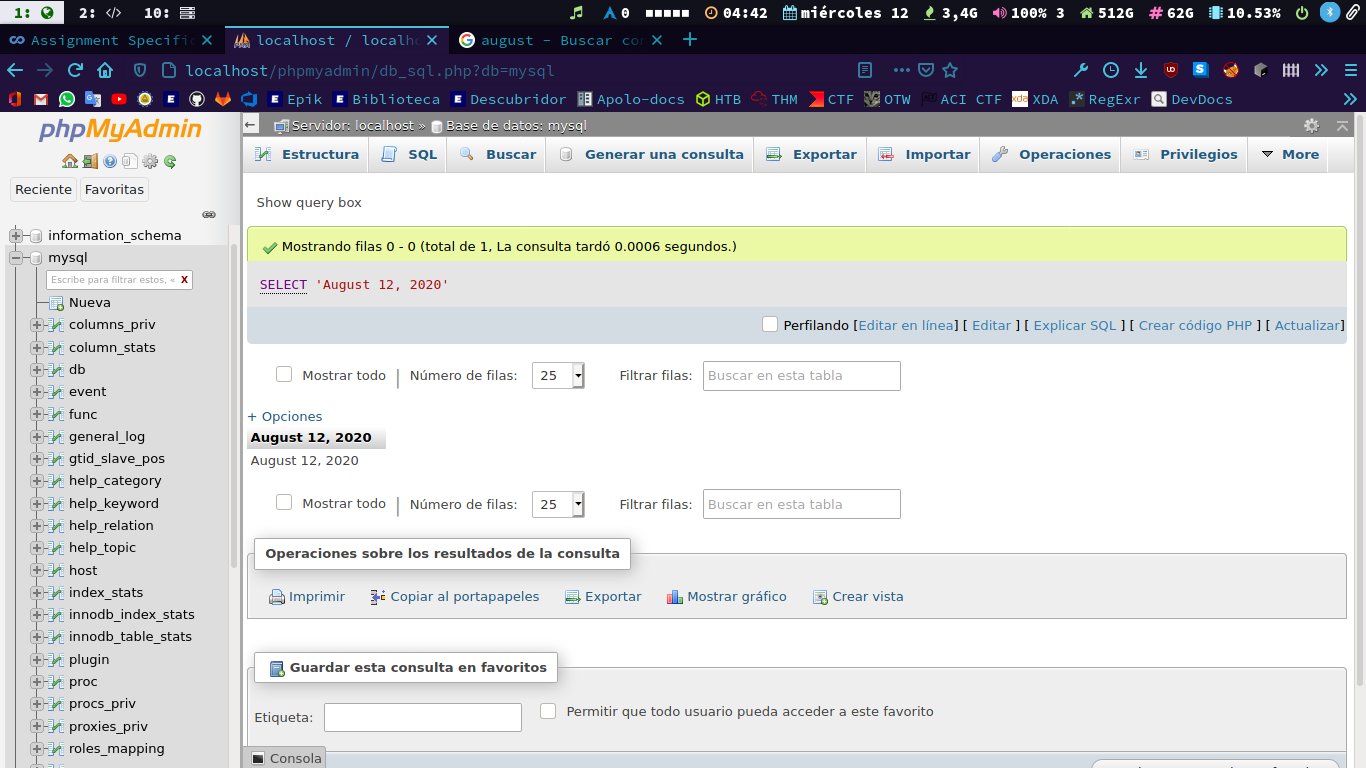 1: 2: </> 10: 0 04:42 miércoles 12 3,4G 100% 3 512G 62G 10.53%
Assignment Specific localhost / localho august - Buscar con
localhost/phpmyadmin/db_sql.php?db=mysql
Epik Biblioteca Descubridor Apolo-docs HTB THM CTF OTW ACI CTF XDA RegExr DevDocs
phpMyAdmin
Reciente Favoritas
information_schema
mysql
Escribe para filtrar estos, « X
Nueva
columns_priv
column_stats
db
event
func
general_log
gtid_slave_pos
help_category
help_keyword
help_relation
help_topic
host
index_stats
innodb_index_stats
innodb_table_stats
plugin
proc
procs_priv
proxies_priv
roles_mapping
Servidor: localhost » Base de datos: mysql
Estructura SQL Buscar Generar una consulta Exportar Importar Operaciones Privilegios More
Show query box
Mostrando filas 0 - 0 (total de 1, La consulta tardó 0.0006 segundos.)
SELECT 'August 12, 2020'
Perfilando [Editar en línea] [ Editar ] [ Explicar SQL ] [ Crear código PHP ] [ Actualizar]
Mostrar todo | Número de filas: 25 Filtrar filas: Buscar en esta tabla
+ Opciones
August 12, 2020
August 12, 2020
Mostrar todo | Número de filas: 25 Filtrar filas: Buscar en esta tabla
Operaciones sobre los resultados de la consulta
Imprimir Copiar al portapapeles Exportar Mostrar gráfico Crear vista
Guardar esta consulta en favoritos
Etiqueta: Permitir que todo usuario pueda acceder a este favorito
Consola